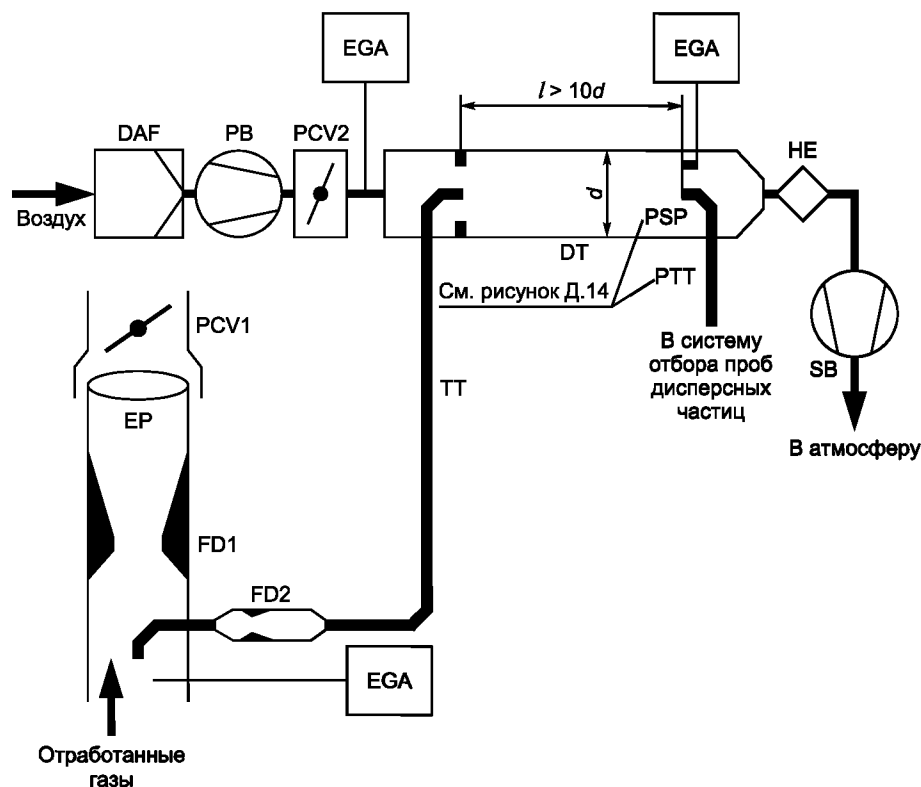 EGA
EGA
l > 10d
DAF
PB
PCV2
HE
Воздух
d
PSP
DT
См. рисунок Д.14
PTT
PCV1
В систему
отбора проб
дисперсных
частиц
SB
EP
TT
В атмосферу
FD1
FD2
EGA
Отработанные
газы